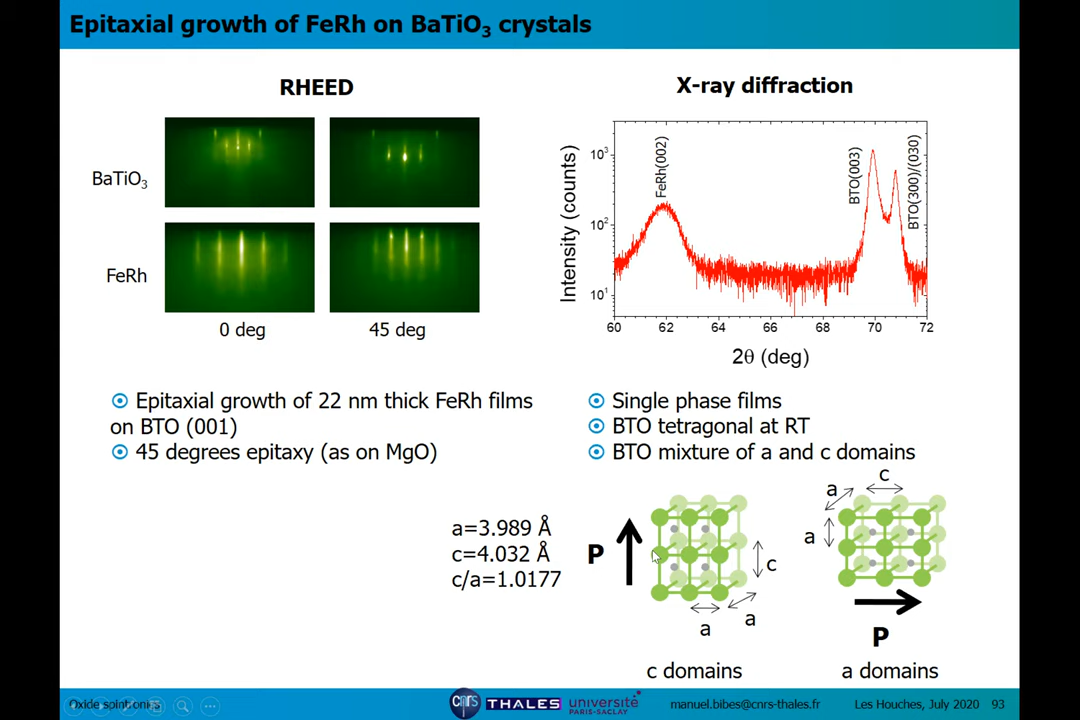 Epitaxial growth of FeRh on BaTiO₃ crystals
RHEED
BaTiO₃
FeRh
0 deg
45 deg
X-ray diffraction
Intensity (counts)
10³
10²
10¹
FeRh(002)
BTO(003)
BTO(300)/(030)
60 62 64 66 68 70 72
2θ (deg)
Epitaxial growth of 22 nm thick FeRh films
on BTO (001)
45 degrees epitaxy (as on MgO)
Single phase films
BTO tetragonal at RT
BTO mixture of a and c domains
a=3.989 Å
c=4.032 Å
c/a=1.0177
P
c
a
a
c domains
a
c
a
P
a domains
Oxide spintronics
cnrs
THALES
université
PARIS-SACLAY
manuel.bibes@cnrs-thales.fr
Les Houches, July 2020
93